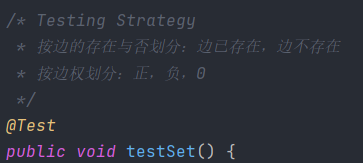 /* Testing Strategy
* 按边的存在与否划分：边已存在，边不存在
* 按边权划分：正，负，0
*/
@Test
public void testSet() {